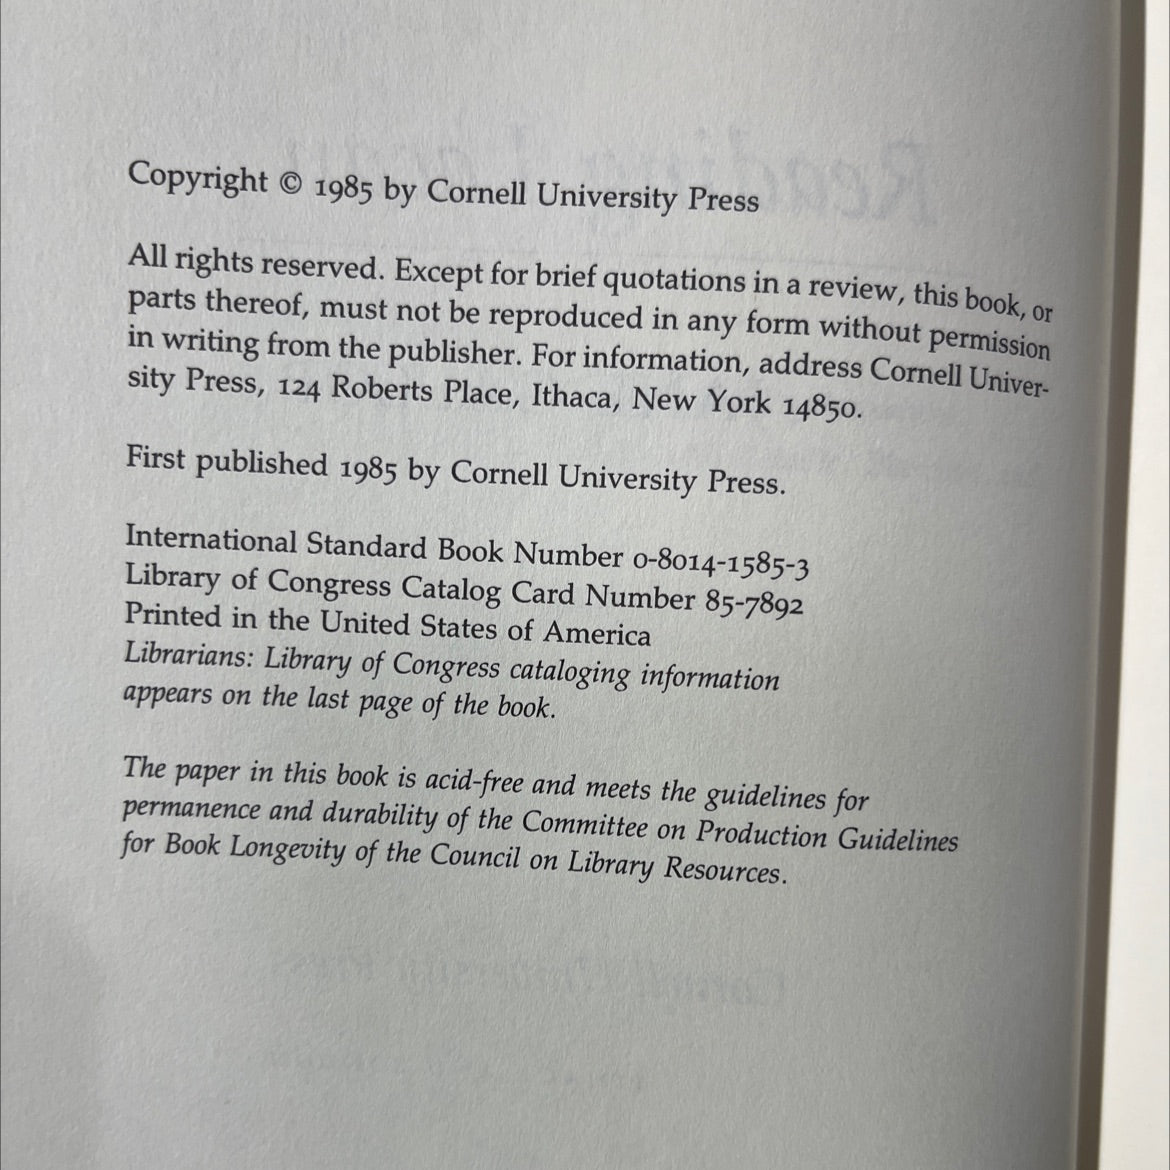 Copyright © 1985 by Cornell University Press
All rights reserved. Except for brief quotations in a review, this book, or
parts thereof, must not be reproduced in any form without permission
in writing from the publisher. For information, address Cornell Univer-
sity Press, 124 Roberts Place, Ithaca, New York 14850.
First published 1985 by Cornell University Press.
International Standard Book Number 0-8014-1585-3
Library of Congress Catalog Card Number 85-7892
Printed in the United States of America
Librarians: Library of Congress cataloging information
appears on the last page of the book.
The paper in this book is acid-free and meets the guidelines for
permanence and durability of the Committee on Production Guidelines
for Book Longevity of the Council on Library Resources.